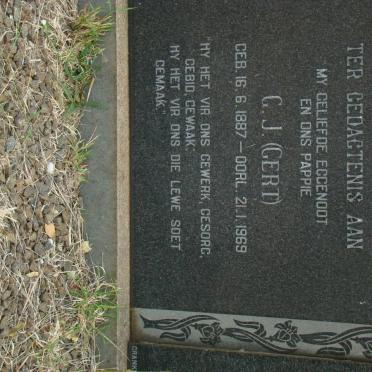 TER GEDAGTENIS AAN
MY GELIEFDE EGGENOOT
EN ONS PAPPIE
G.J. (GERT)
GEB. 16.6.1887 — OORL. 21.1.1969
"HY HET VIR ONS GEWERK, GESORG,
GEBID, GEWAAK."
HY HET VIR ONS DIE LEWE SOET
GEMAAK."